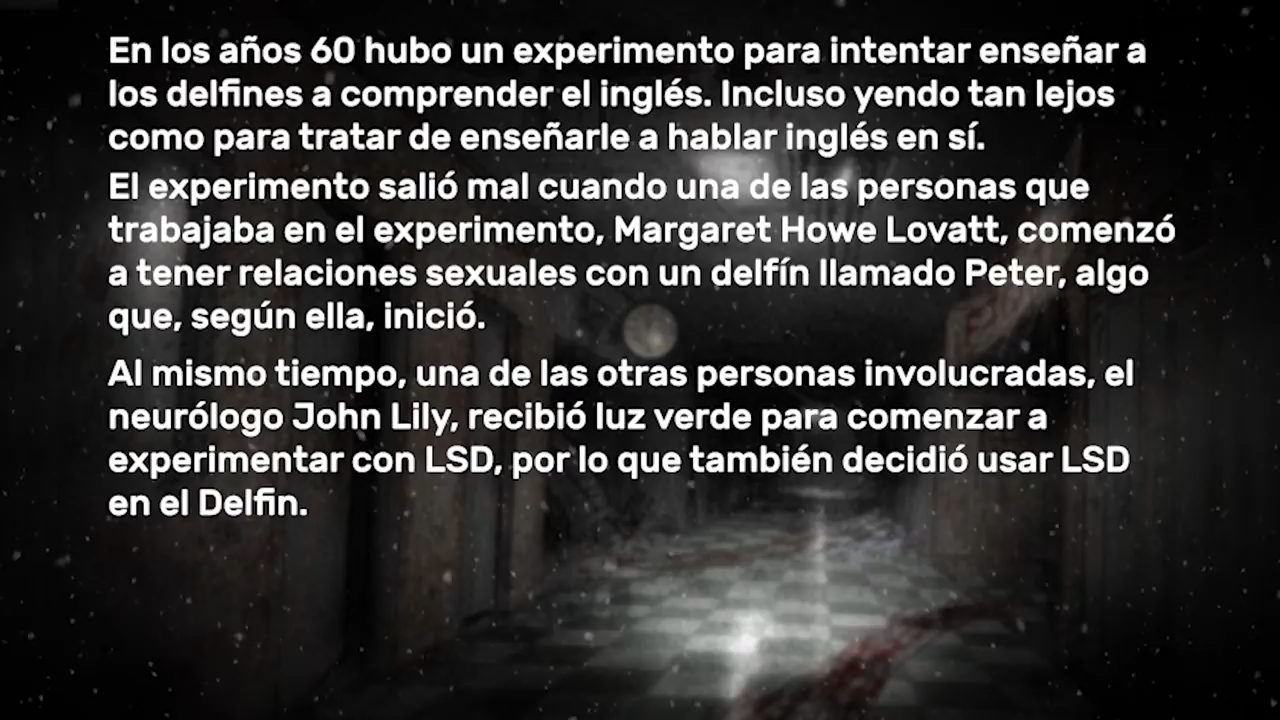 En los años 60 hubo un experimento para intentar enseñar a
los delfines a comprender el inglés. Incluso yendo tan lejos
como para tratar de enseñarle a hablar inglés en sí.
El experimento salió mal cuando una de las personas que
trabajaba en el experimento, Margaret Howe Lovatt, comenzó
a tener relaciones sexuales con un delfín llamado Peter, algo
que, según ella, inició.
Al mismo tiempo, una de las otras personas involucradas, el
neurólogo John Lily, recibió luz verde para comenzar a
experimentar con LSD, por lo que también decidió usar LSD
en el Delfin.